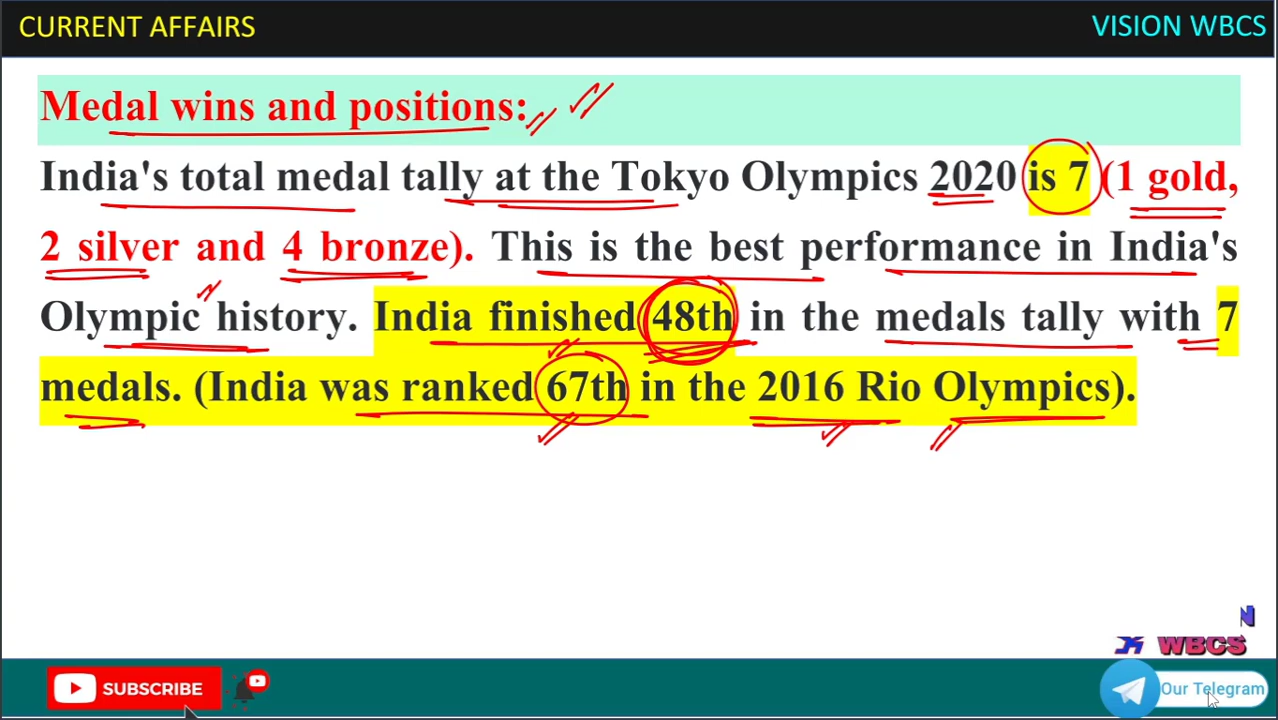 CURRENT AFFAIRS
VISION WBCS
Medal wins and positions:
India's total medal tally at the Tokyo Olympics 2020 is 7 (1 gold,
2 silver and 4 bronze). This is the best performance in India's
Olympic history. India finished 48th in the medals tally with 7
medals. (India was ranked 67th in the 2016 Rio Olympics).
N
WBCS
SUBSCRIBE
Our Telegram